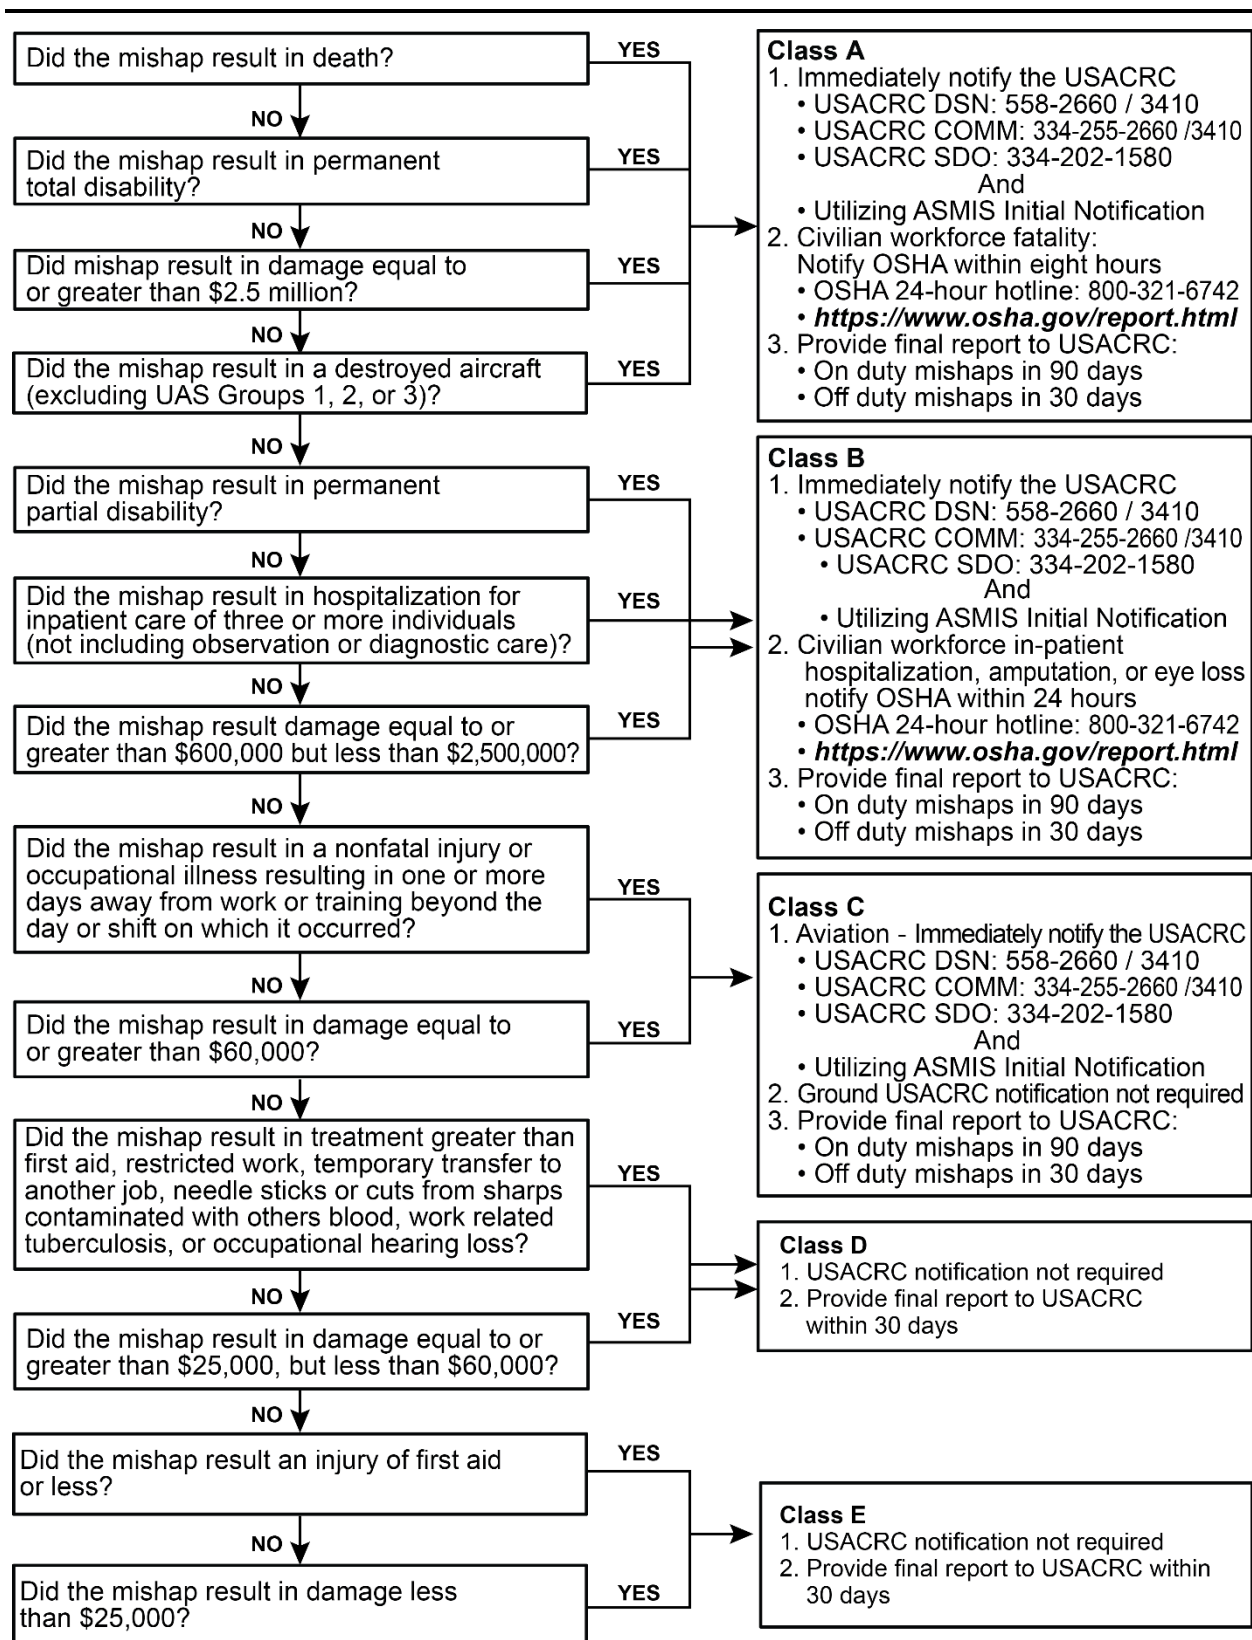 Did the mishap result in death?
YES
NO
Did the mishap result in permanent
total disability?
YES
NO
Did mishap result in damage equal to
or greater than $2.5 million?
YES
NO
Did the mishap result in a destroyed aircraft
(excluding UAS Groups 1, 2, or 3)?
YES
NO
Class A
1. Immediately notify the USACRC
• USACRC DSN: 558-2660 / 3410
• USACRC COMM: 334-255-2660 /3410
• USACRC SDO: 334-202-1580
And
• Utilizing ASMIS Initial Notification
2. Civilian workforce fatality:
Notify OSHA within eight hours
• OSHA 24-hour hotline: 800-321-6742
• https://www.osha.gov/report.html
3. Provide final report to USACRC:
• On duty mishaps in 90 days
• Off duty mishaps in 30 days
Did the mishap result in permanent
partial disability?
YES
NO
Did the mishap result in hospitalization for
inpatient care of three or more individuals
(not including observation or diagnostic care)?
YES
NO
Did the mishap result damage equal to or
greater than $600,000 but less than $2,500,000?
YES
NO
Class B
1. Immediately notify the USACRC
• USACRC DSN: 558-2660 / 3410
• USACRC COMM: 334-255-2660 /3410
• USACRC SDO: 334-202-1580
And
• Utilizing ASMIS Initial Notification
2. Civilian workforce in-patient
hospitalization, amputation, or eye loss
notify OSHA within 24 hours
• OSHA 24-hour hotline: 800-321-6742
• https://www.osha.gov/report.html
3. Provide final report to USACRC:
• On duty mishaps in 90 days
• Off duty mishaps in 30 days
Did the mishap result in a nonfatal injury or
occupational illness resulting in one or more
days away from work or training beyond the
day or shift on which it occurred?
YES
NO
Did the mishap result in damage equal to
or greater than $60,000?
YES
NO
Class C
1. Aviation - Immediately notify the USACRC
• USACRC DSN: 558-2660 / 3410
• USACRC COMM: 334-255-2660 /3410
• USACRC SDO: 334-202-1580
And
• Utilizing ASMIS Initial Notification
2. Ground USACRC notification not required
3. Provide final report to USACRC:
• On duty mishaps in 90 days
• Off duty mishaps in 30 days
Did the mishap result in treatment greater than
first aid, restricted work, temporary transfer to
another job, needle sticks or cuts from sharps
contaminated with others blood, work related
tuberculosis, or occupational hearing loss?
YES
NO
Did the mishap result in damage equal to or
greater than $25,000, but less than $60,000?
YES
NO
Class D
1. USACRC notification not required
2. Provide final report to USACRC
within 30 days
Did the mishap result an injury of first aid
or less?
YES
NO
Did the mishap result in damage less
than $25,000?
YES
Class E
1. USACRC notification not required
2. Provide final report to USACRC within
30 days